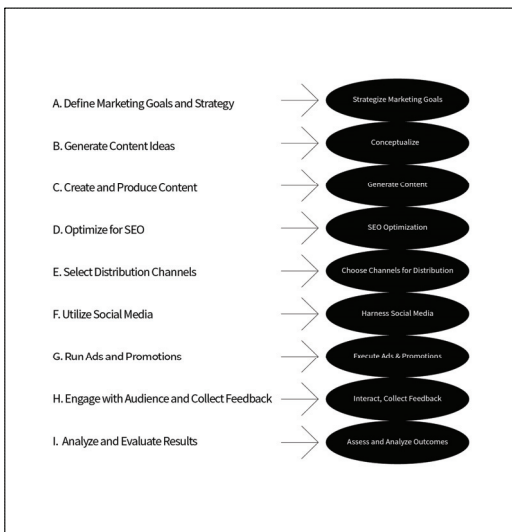 A. Define Marketing Goals and Strategy
Strategize Marketing Goals
B. Generate Content Ideas
Conceptualize
C. Create and Produce Content
Generate Content
D. Optimize for SEO
SEO Optimization
E. Select Distribution Channels
Choose Channels for Distribution
F. Utilize Social Media
Harness Social Media
G. Run Ads and Promotions
Execute Ads & Promotions
H. Engage with Audience and Collect Feedback
Interact, Collect Feedback
I. Analyze and Evaluate Results
Assess and Analyze Outcomes